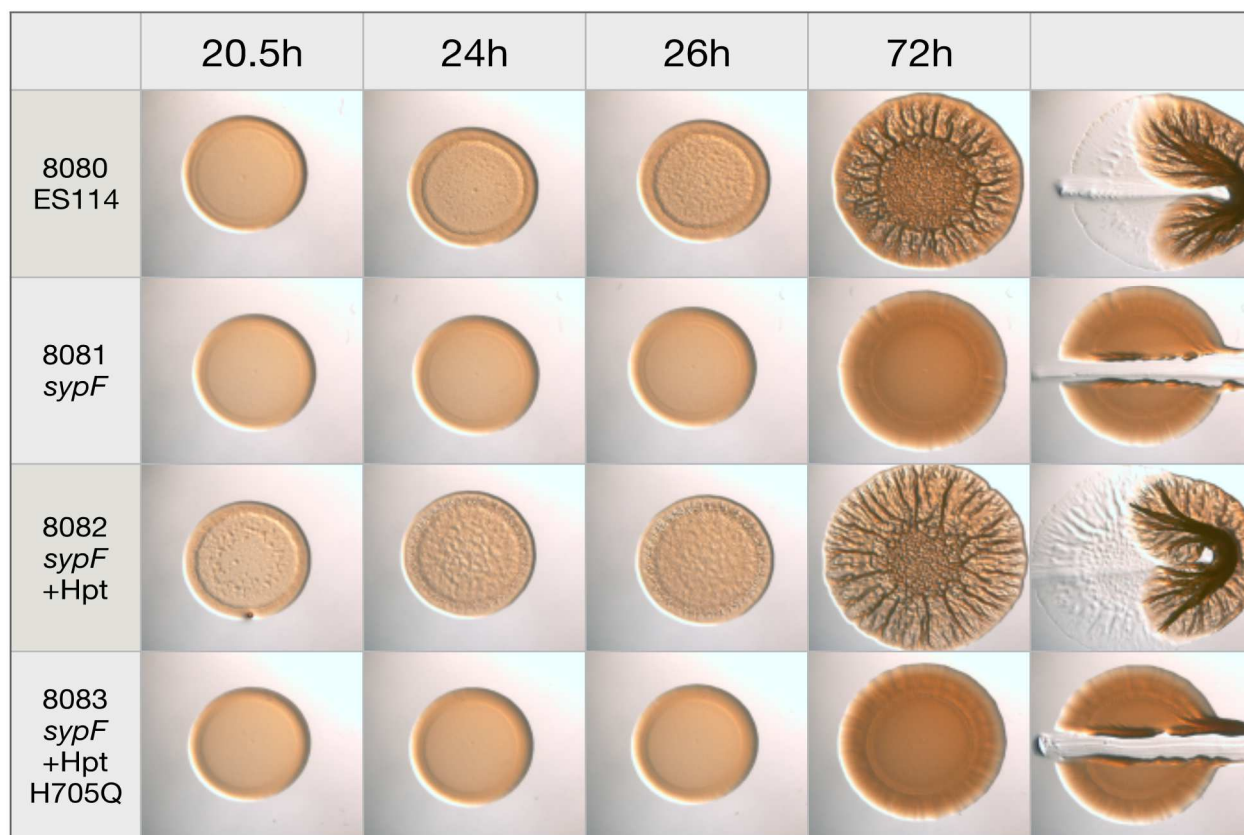 20.5h 24h 26h 72h
8080
ES114
8081
sypF
8082
sypF
+Hpt
8083
sypF
+Hpt
H705Q